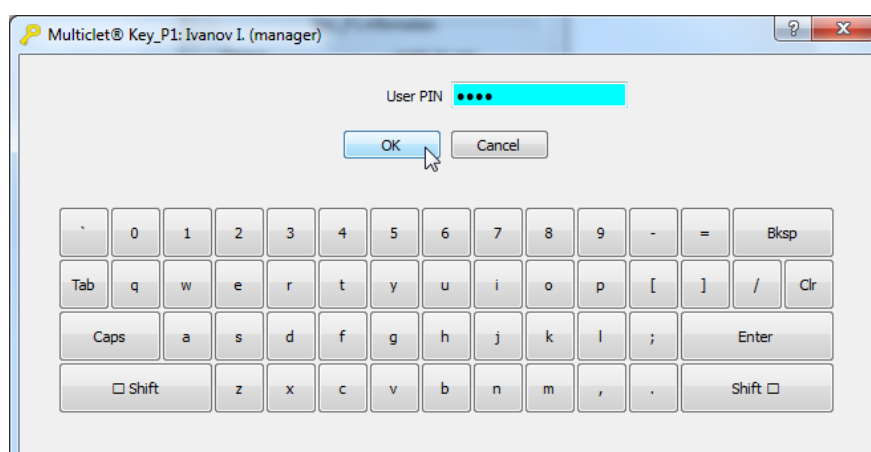 Multiclet® Key_P1: Ivanov I. (manager)
User PIN ••••
OK Cancel
` 0 1 2 3 4 5 6 7 8 9 - = Bksp
Tab q w e r t y u i o p [ ] / Clr
Caps a s d f g h j k l ; Enter
☐ Shift z x c v b n m , . Shift ☐